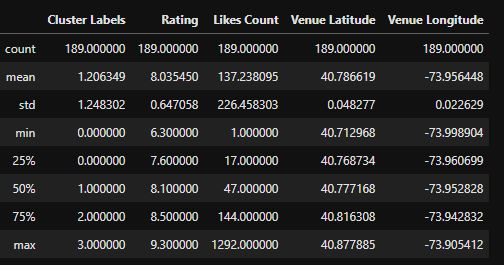 Cluster Labels Rating Likes Count Venue Latitude Venue Longitude
count 189.000000 189.000000 189.000000 189.000000 189.000000
mean 1.206349 8.035450 137.238095 40.786619 -73.956448
std 1.248302 0.647058 226.458303 0.048277 0.022629
min 0.000000 6.300000 1.000000 40.712968 -73.998904
25% 0.000000 7.600000 17.000000 40.768734 -73.960699
50% 1.000000 8.100000 47.000000 40.777168 -73.952828
75% 2.000000 8.500000 144.000000 40.816308 -73.942832
max 3.000000 9.300000 1292.000000 40.877885 -73.905412